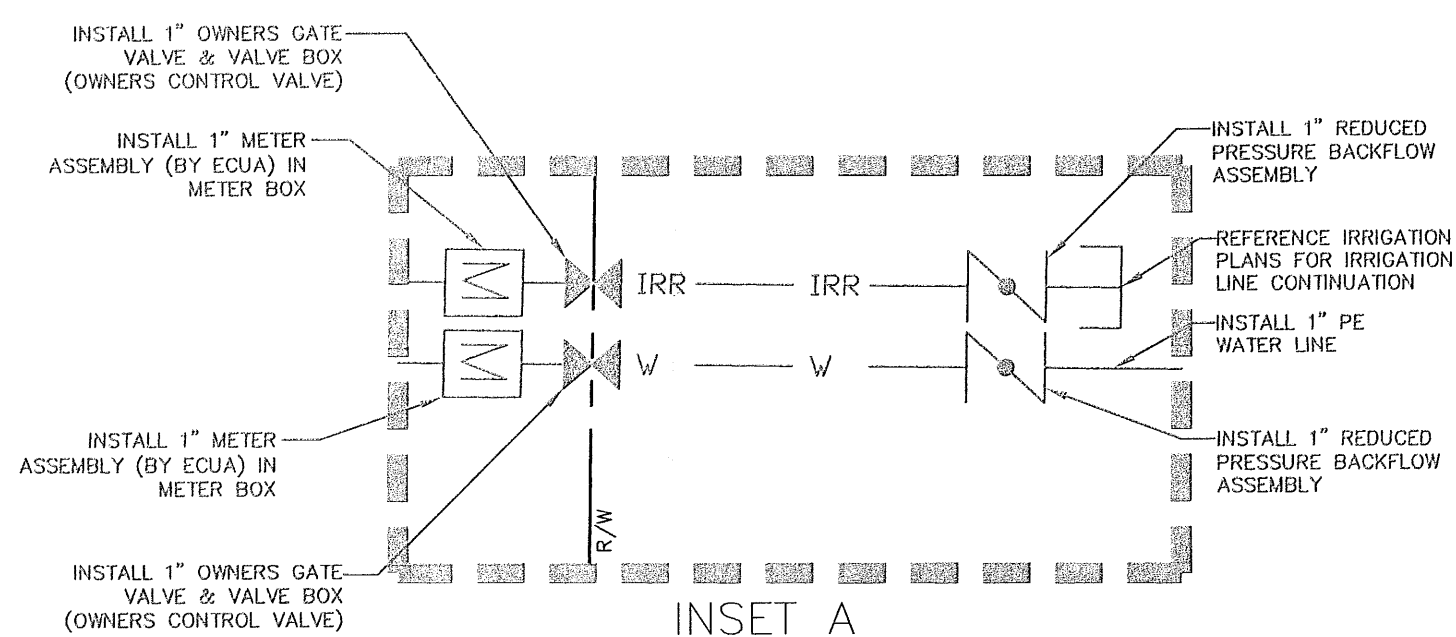 INSTALL 1" OWNERS GATE
VALVE & VALVE BOX
(OWNERS CONTROL VALVE)
INSTALL 1" METER
ASSEMBLY (BY ECUA) IN
METER BOX
INSTALL 1" REDUCED
PRESSURE BACKFLOW
ASSEMBLY
REFERENCE IRRIGATION
PLANS FOR IRRIGATION
LINE CONTINUATION
M
IRR
IRR
INSTALL 1" PE
WATER LINE
M
W
W
INSTALL 1" METER
ASSEMBLY (BY ECUA) IN
METER BOX
INSTALL 1" REDUCED
PRESSURE BACKFLOW
ASSEMBLY
R/W
INSTALL 1" OWNERS GATE
VALVE & VALVE BOX
(OWNERS CONTROL VALVE)
INSET A